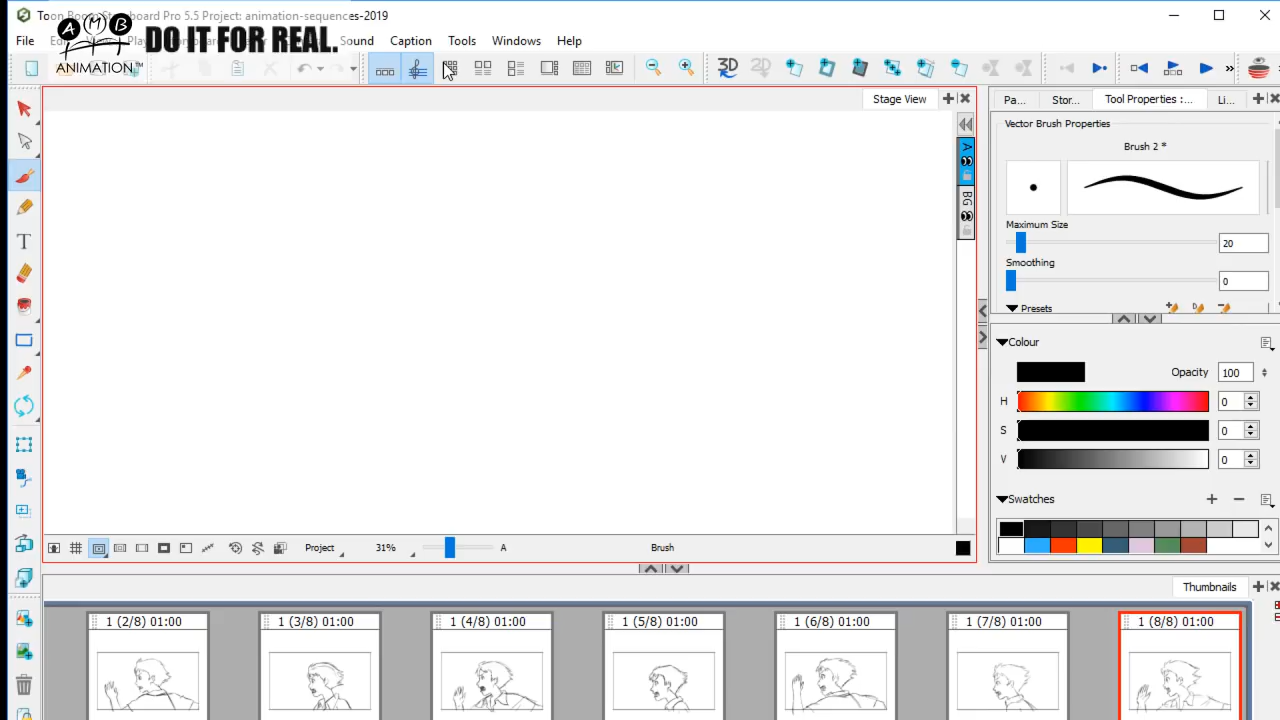 Toon Boom Storyboard Pro 5.5 Project: animation-sequences-2019
AMB
ANIMATION™
DO IT FOR REAL.
File Sound Caption Tools Windows Help
3D 2D
Stage View
A
BG
Pa... Stor... Tool Properties :... Li...
Vector Brush Properties
Brush 2 *
Maximum Size
20
Smoothing
0
Presets
Colour
Opacity 100
H 0
S 0
V 0
Swatches
Project 31% A Brush
Thumbnails
1 (2/8) 01:00 1 (3/8) 01:00 1 (4/8) 01:00 1 (5/8) 01:00 1 (6/8) 01:00 1 (7/8) 01:00 1 (8/8) 01:00